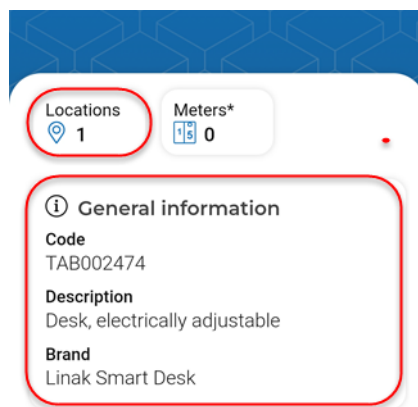 Locations
1
Meters*
0
General information
Code
TAB002474
Description
Desk, electrically adjustable
Brand
Linak Smart Desk